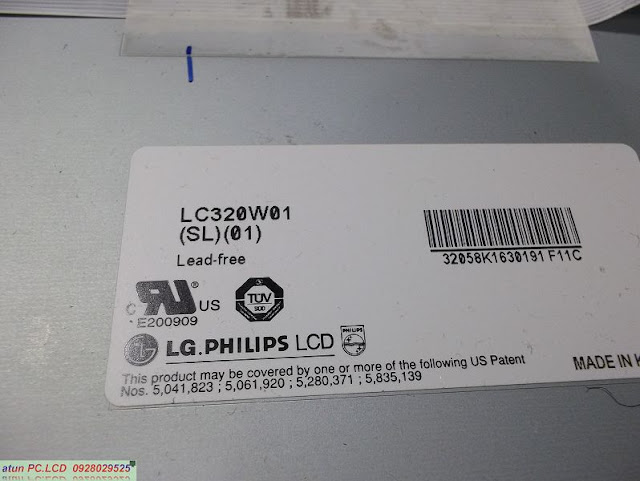 LC320W01
(SL)(01)
Lead-free
32058K1630191 F11C
c RU ® US
E200909
TUV
LG.PHILIPS LCD
PHILIPS
This product may be covered by one or more of the following US Patent
Nos. 5,041,823 ; 5,061,920 ; 5,280,371 ; 5,835,139
MADE IN K
atun PC.LCD 0928029525